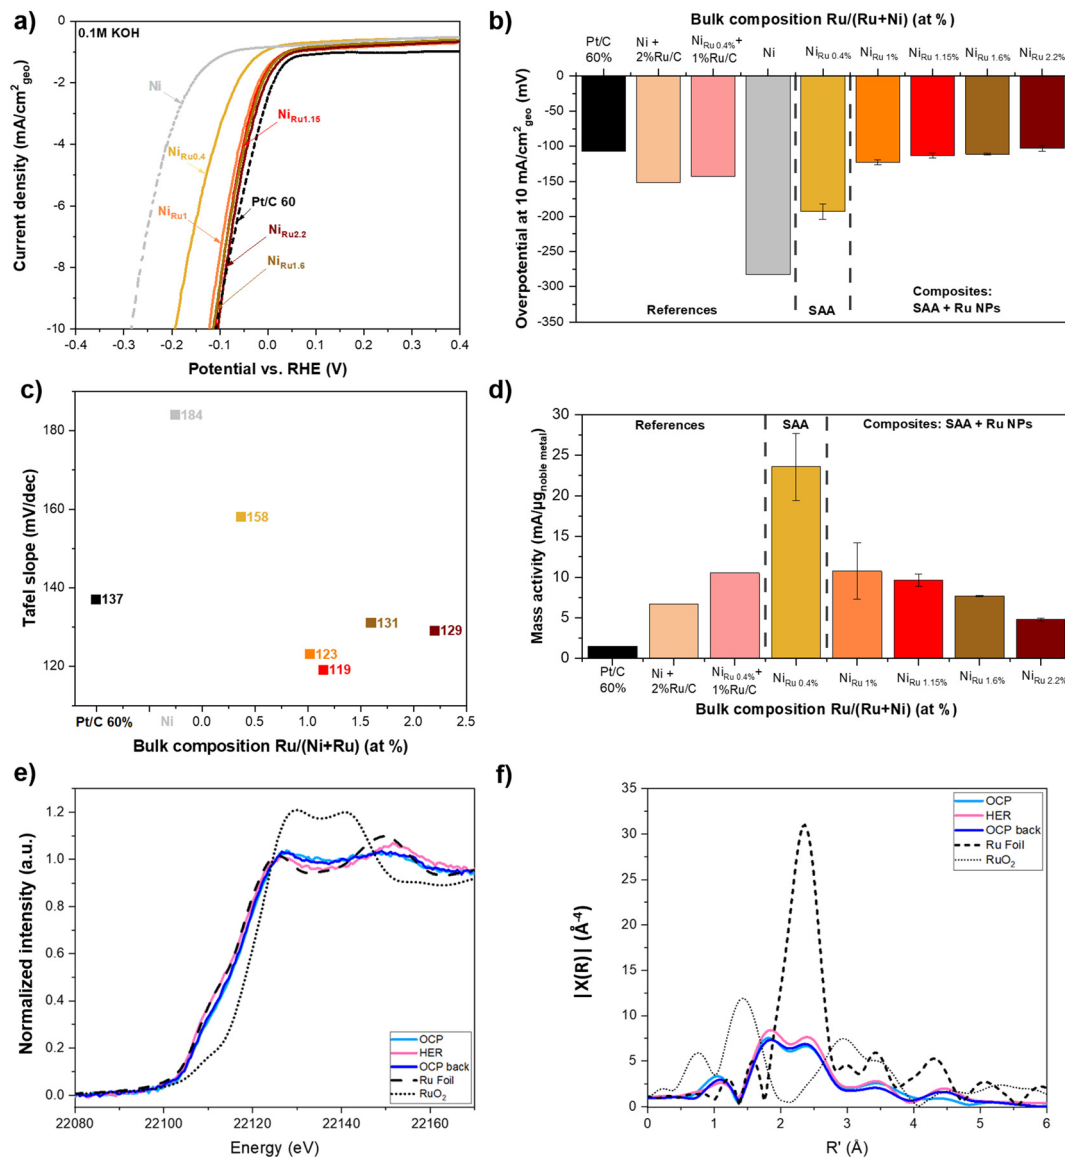 a)
0.1M KOH
Ni
Ni_Ru0.4
Ni_Ru1
Ni_Ru1.15
Pt/C 60
Ni_Ru2.2
Ni_Ru1.6
Current density (mA/cm²_geo)
0
-2
-4
-6
-8
-10
-0.4 -0.3 -0.2 -0.1 0.0 0.1 0.2 0.3 0.4
Potential vs. RHE (V)
b)
Bulk composition Ru/(Ru+Ni) (at %)
Pt/C 60%
Ni + 2%Ru/C
Ni_Ru 0.4% + 1%Ru/C
Ni
Ni_Ru 0.4%
Ni_Ru 1%
Ni_Ru 1.15%
Ni_Ru 1.6%
Ni_Ru 2.2%
Overpotential at 10 mA/cm²_geo (mV)
0
-50
-100
-150
-200
-250
-300
-350
References
SAA
Composites:
SAA + Ru NPs
c)
Tafel slope (mV/dec)
180
160
140
120
184
158
137
131
129
123
119
Pt/C 60% Ni 0.0 0.5 1.0 1.5 2.0 2.5
Bulk composition Ru/(Ni+Ru) (at %)
d)
Mass activity (mA/µg_noble metal)
30
25
20
15
10
5
0
References
SAA
Composites: SAA + Ru NPs
Pt/C 60%
Ni + 2%Ru/C
Ni_Ru 0.4% + 1%Ru/C
Ni_Ru 0.4%
Ni_Ru 1%
Ni_Ru 1.15%
Ni_Ru 1.6%
Ni_Ru 2.2%
Bulk composition Ru/(Ru+Ni) (at %)
e)
Normalized intensity (a.u.)
1.2
1.0
0.8
0.6
0.4
0.2
0.0
22080 22100 22120 22140 22160
Energy (eV)
OCP
HER
OCP back
Ru Foil
RuO₂
f)
|X(R)| (Å⁻⁴)
35
30
25
20
15
10
5
0
0 1 2 3 4 5 6
R' (Å)
OCP
HER
OCP back
Ru Foil
RuO₂